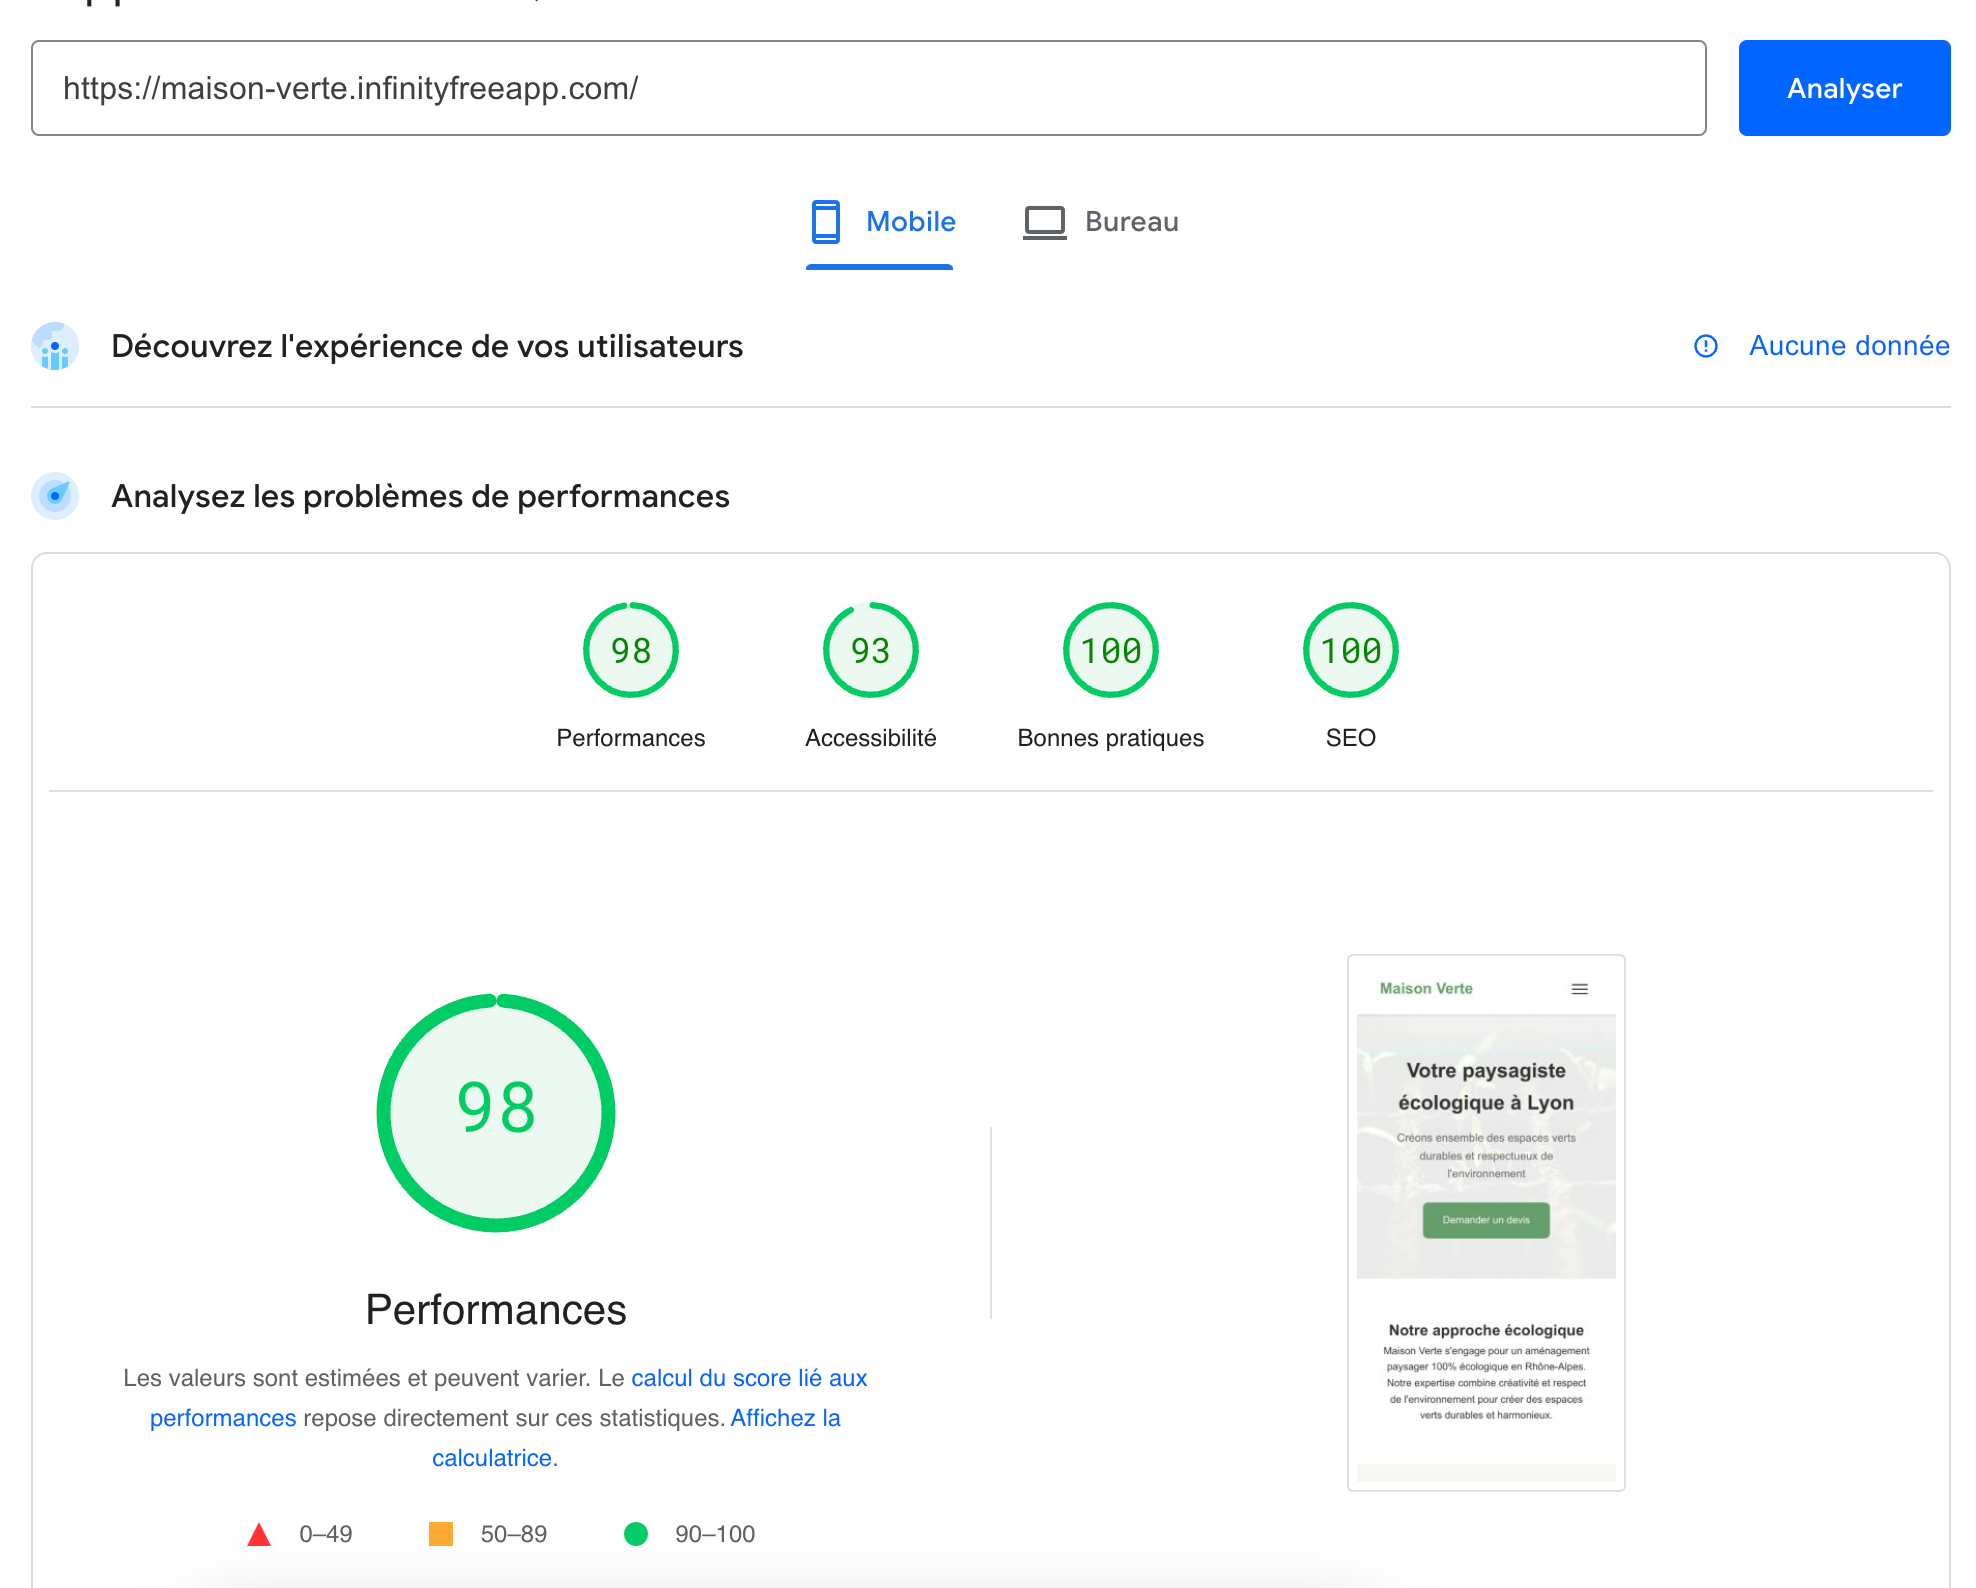 https://maison-verte.infinityfreeapp.com/
Analyser
Mobile
Bureau
Découvrez l'expérience de vos utilisateurs
Aucune donnée
Analysez les problèmes de performances
98
93
100
100
Performances
Accessibilité
Bonnes pratiques
SEO
98
Performances
Les valeurs sont estimées et peuvent varier. Le calcul du score lié aux
performances repose directement sur ces statistiques. Affichez la
calculatrice.
0–49
50–89
90–100
Maison Verte
Votre paysagiste
écologique à Lyon
Créons ensemble des espaces verts
durables et respectueux de
l'environnement
Demander un devis
Notre approche écologique
Maison Verte s'engage pour un aménagement
paysager 100% écologique en Rhône-Alpes.
Notre expertise combine créativité et respect
de l'environnement pour créer des espaces
verts durables et harmonieux.